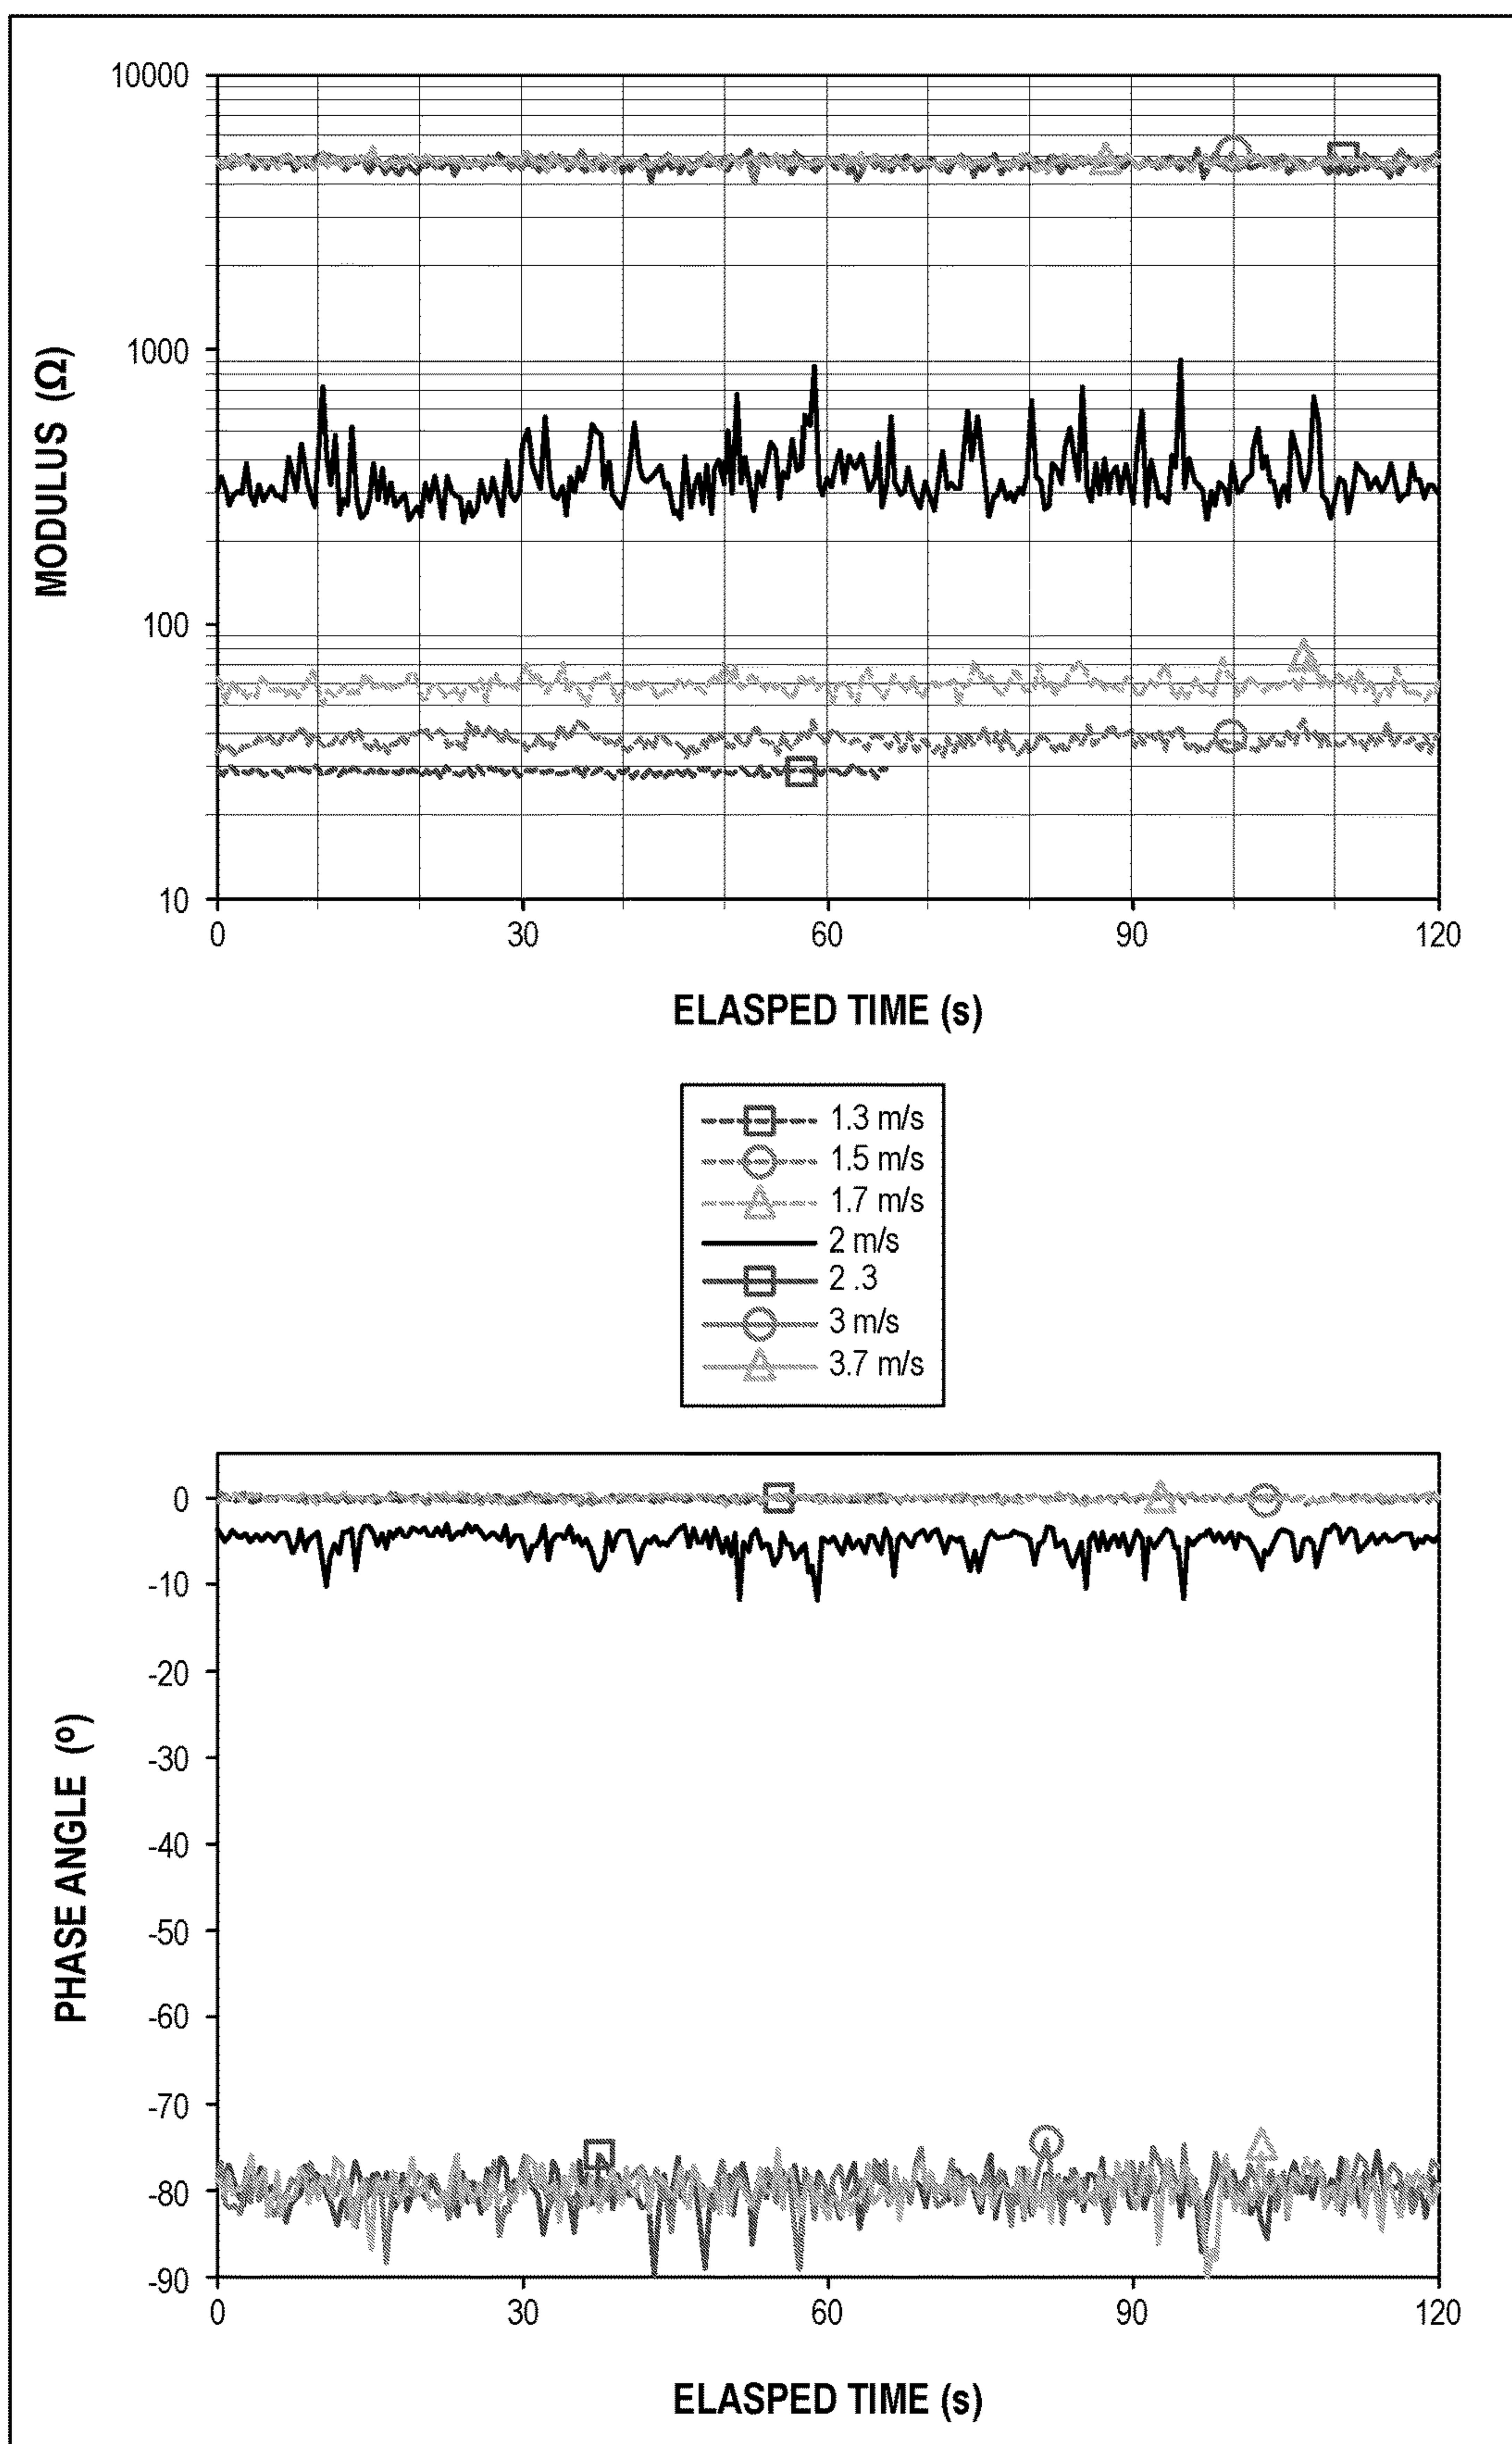 10000
1000
100
10
MODULUS (Ω)
0 30 60 90 120
ELASPED TIME (s)
1.3 m/s
1.5 m/s
1.7 m/s
2 m/s
2 .3
3 m/s
3.7 m/s
0
-10
-20
-30
-40
-50
-60
-70
-80
-90
PHASE ANGLE (º)
0 30 60 90 120
ELASPED TIME (s)